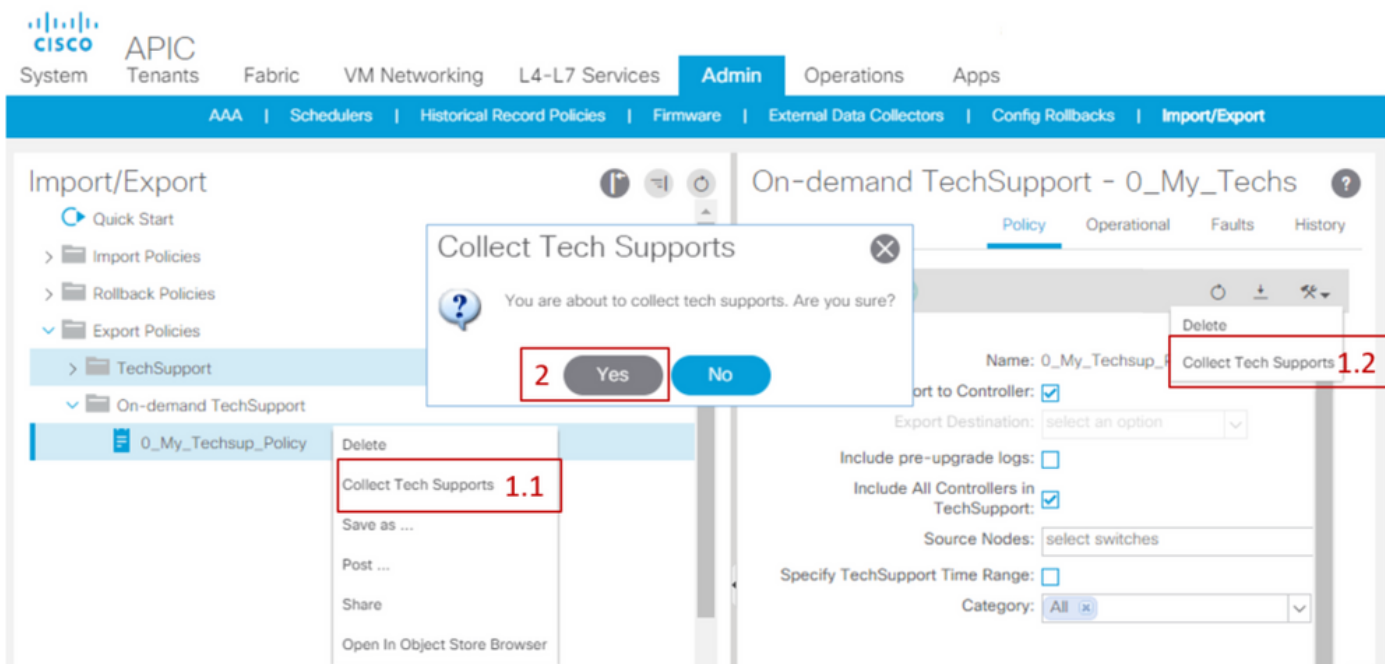 CISCO
APIC
System Tenants Fabric VM Networking L4-L7 Services Admin Operations Apps
AAA | Schedulers | Historical Record Policies | Firmware | External Data Collectors | Config Rollbacks | Import/Export
Import/Export
Quick Start
Import Policies
Rollback Policies
Export Policies
TechSupport
On-demand TechSupport
0_My_Techsup_Policy
Delete
Collect Tech Supports 1.1
Save as ...
Post ...
Share
Open In Object Store Browser
Collect Tech Supports
You are about to collect tech supports. Are you sure?
2 Yes No
On-demand TechSupport - 0_My_Techs
Policy Operational Faults History
Delete
Collect Tech Supports 1.2
Name: 0_My_Techsup_
ort to Controller:
Export Destination: select an option
Include pre-upgrade logs:
Include All Controllers in
TechSupport:
Source Nodes: select switches
Specify TechSupport Time Range:
Category: All